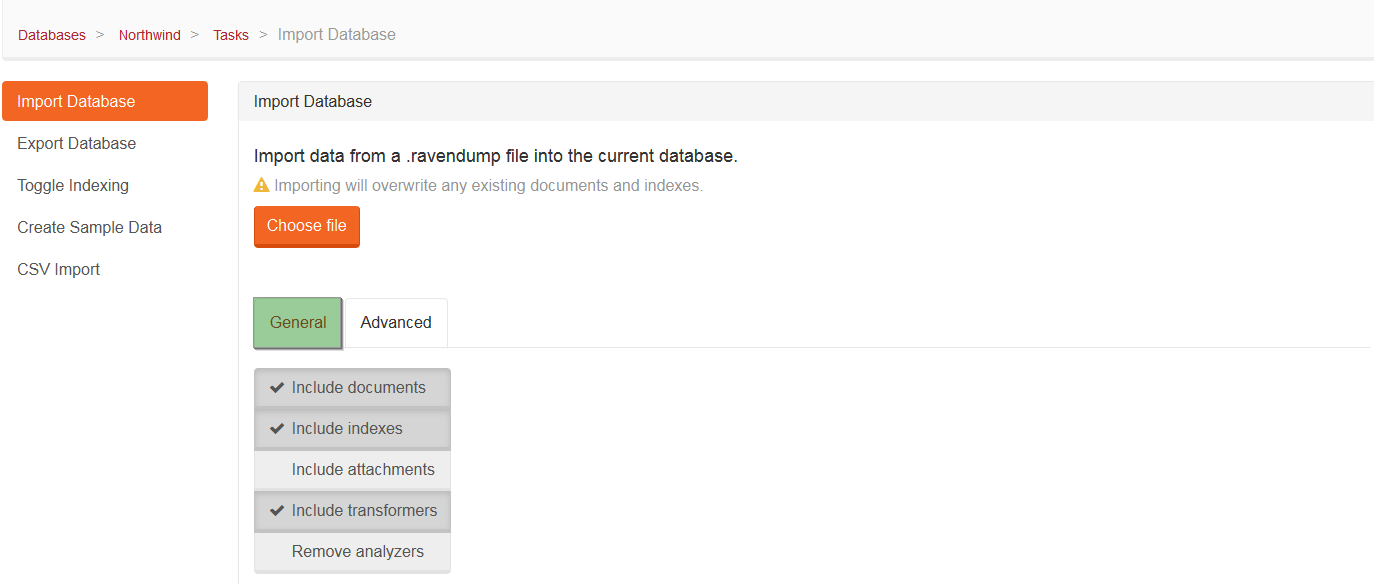 Databases > Northwind > Tasks > Import Database
Import Database
Export Database
Toggle Indexing
Create Sample Data
CSV Import
Import Database
Import data from a .ravendump file into the current database.
Importing will overwrite any existing documents and indexes.
Choose file
General Advanced
Include documents
Include indexes
Include attachments
Include transformers
Remove analyzers